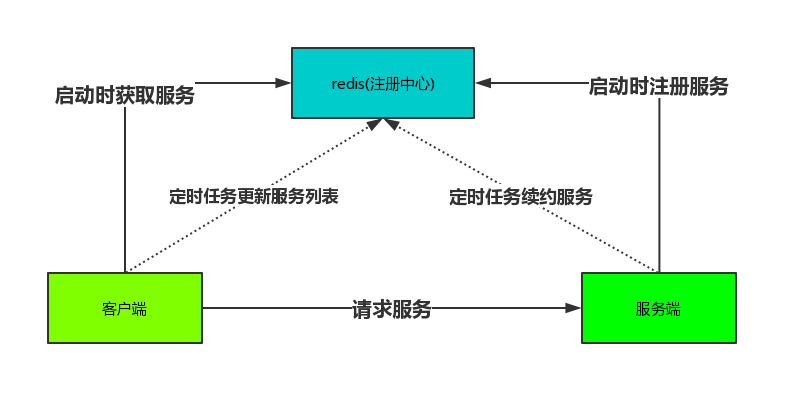 redis(注册中心)
启动时获取服务
启动时注册服务
定时任务更新服务列表
定时任务续约服务
客户端
请求服务
服务端